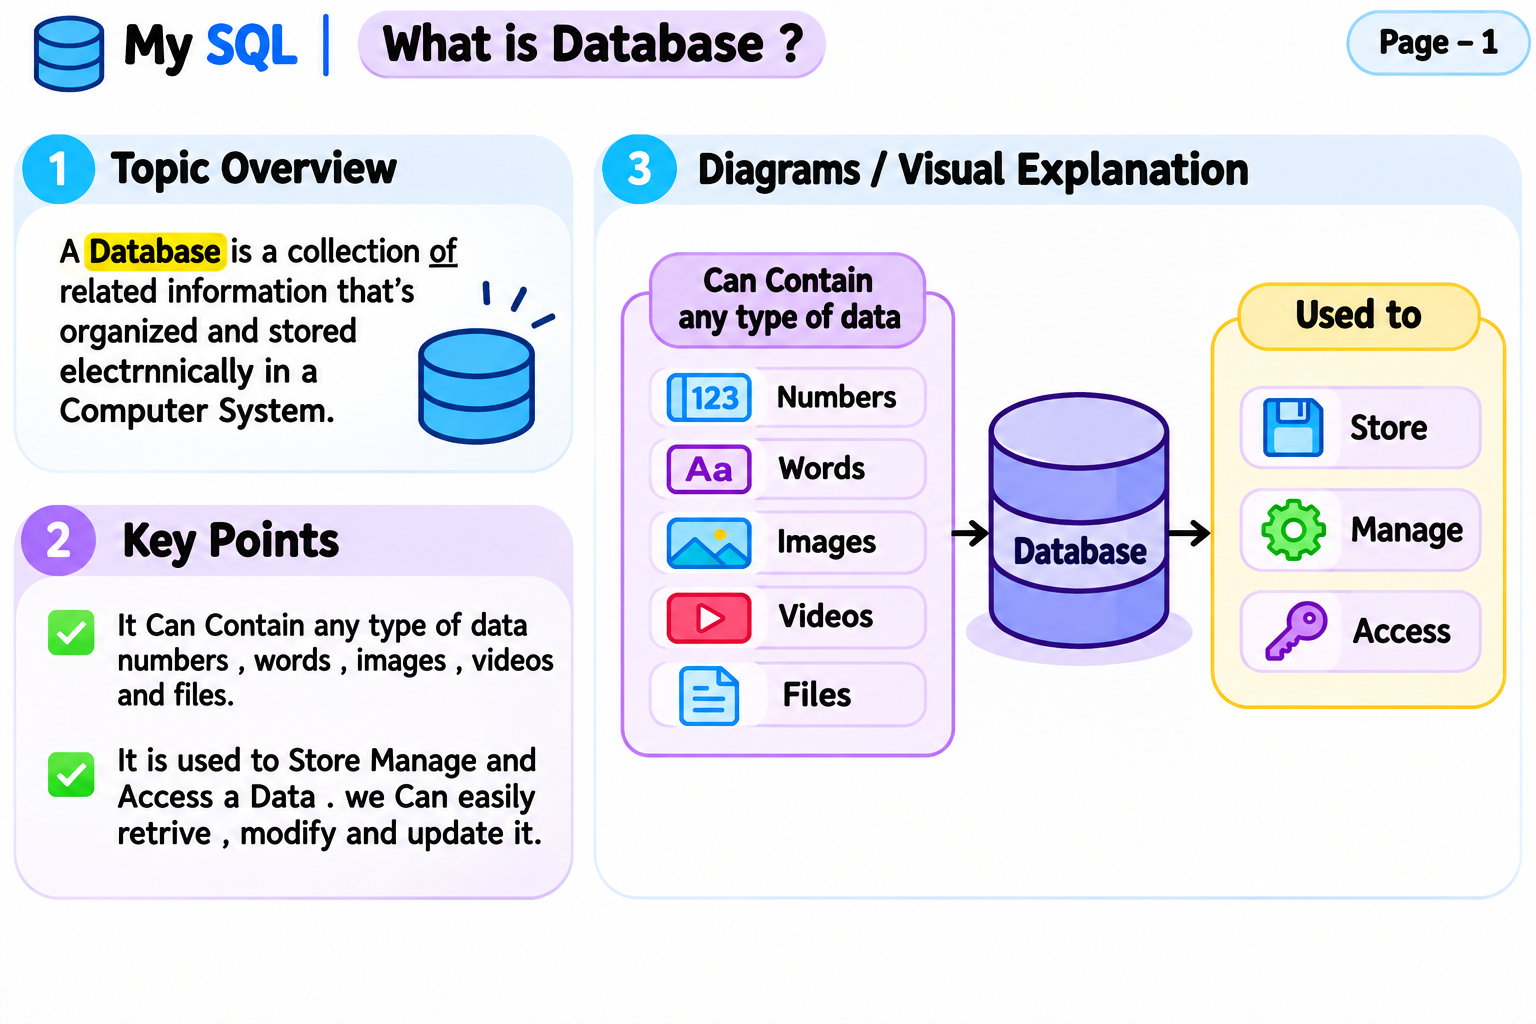 My SQL | What is Database ?
Page – 1
1 Topic Overview
A Database is a collection of
related information that's
organized and stored
electrnnically in a
Computer System.
2 Key Points
It Can Contain any type of data
numbers , words , images , videos
and files.
It is used to Store Manage and
Access a Data . we Can easily
retrive , modify and update it.
3 Diagrams / Visual Explanation
Can Contain
any type of data
123 Numbers
Aa Words
Images
Videos
Files
Database
Used to
Store
Manage
Access